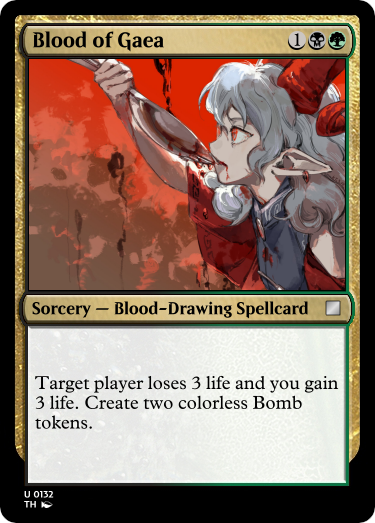 Blood of Gaea 1
Sorcery — Blood-Drawing Spellcard
Target player loses 3 life and you gain
3 life. Create two colorless Bomb
tokens.
U 0132
TH